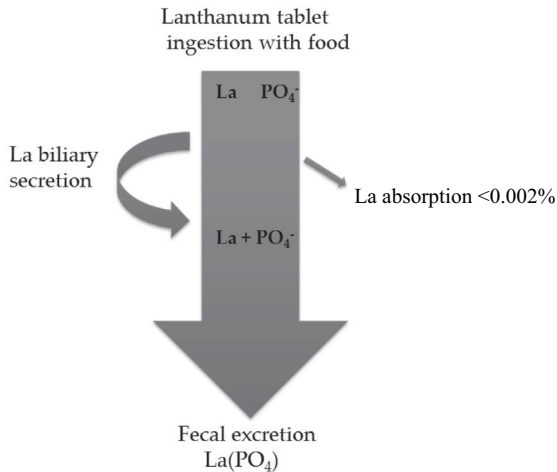 Lanthanum tablet
ingestion with food
La PO₄⁻
La biliary
secretion
La absorption <0.002%
La + PO₄⁻
Fecal excretion
La(PO₄)